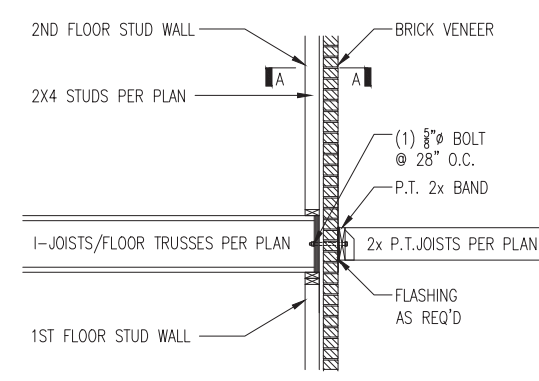 2ND FLOOR STUD WALL
BRICK VENEER
A
A
2X4 STUDS PER PLAN
(1) 5/8"ø BOLT
@ 28" O.C.
P.T. 2x BAND
I-JOISTS/FLOOR TRUSSES PER PLAN
2x P.T.JOISTS PER PLAN
FLASHING
AS REQ'D
1ST FLOOR STUD WALL